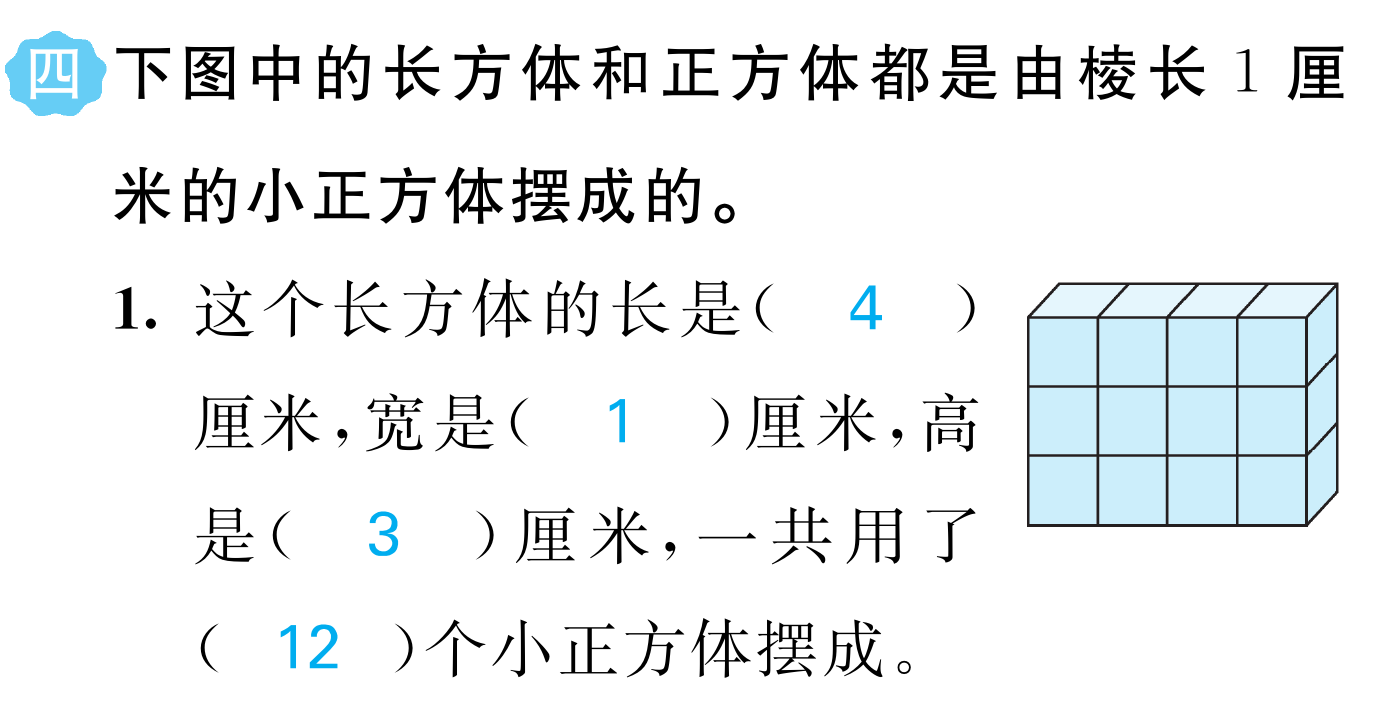 四 下图中的长方体和正方体都是由棱长 1 厘
米的小正方体摆成的。
1. 这个长方体的长是( 4 )
厘米,宽是( 1 )厘米,高
是( 3 )厘米,一共用了
( 12 )个小正方体摆成。